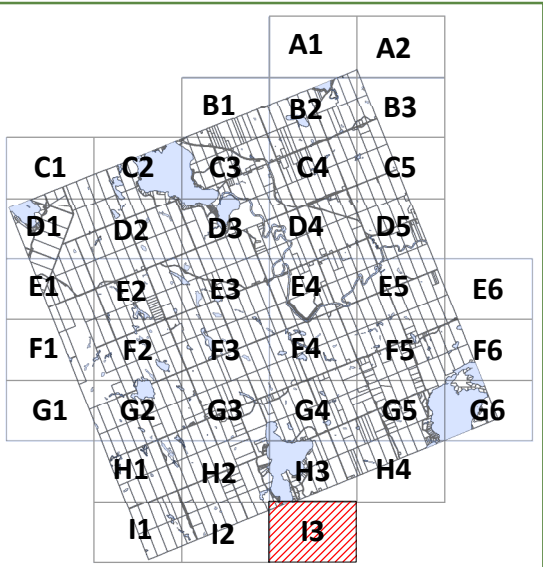 A1 A2
B1 B2 B3
C1 C2 C3 C4 C5
D1 D2 D3 D4 D5
E1 E2 E3 E4 E5 E6
F1 F2 F3 F4 F5 F6
G1 G2 G3 G4 G5 G6
H1 H2 H3 H4
I1 I2 I3